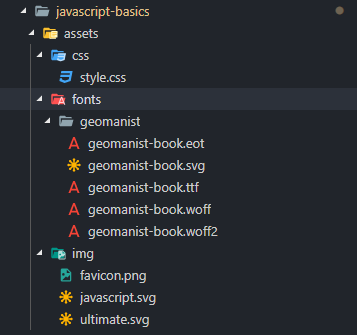 javascript-basics
assets
css
style.css
fonts
geomanist
geomanist-book.eot
geomanist-book.svg
geomanist-book.ttf
geomanist-book.woff
geomanist-book.woff2
img
favicon.png
javascript.svg
ultimate.svg